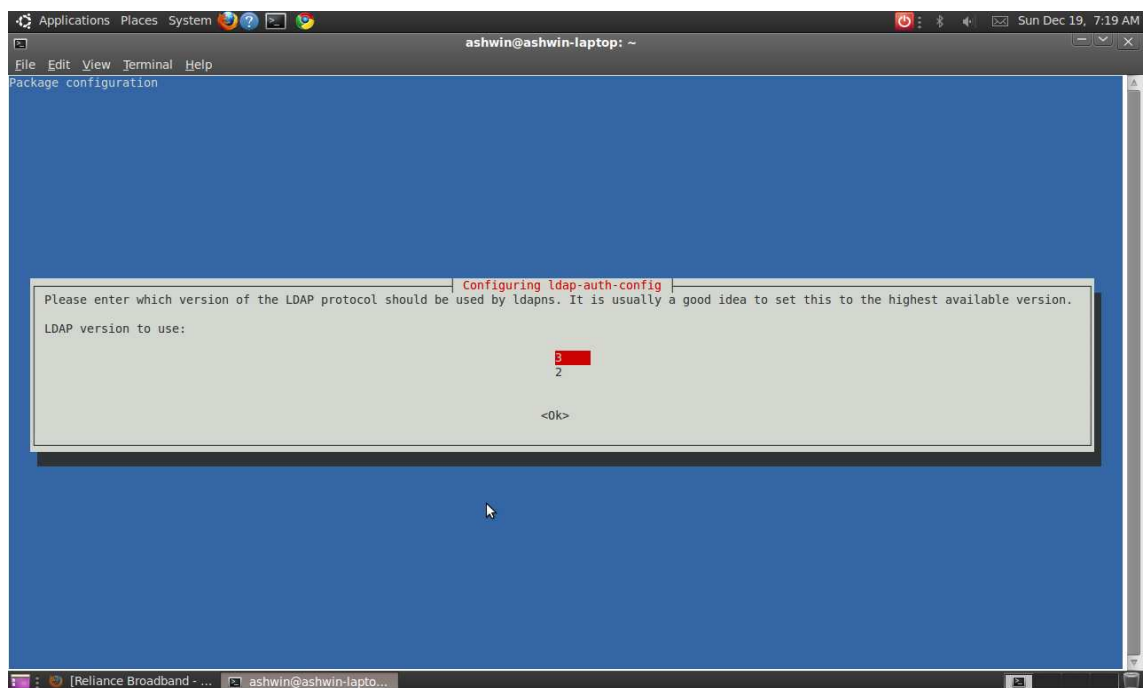 Applications Places System
Sun Dec 19, 7:19 AM
ashwin@ashwin-laptop: ~
File Edit View Terminal Help
Package configuration
Configuring ldap-auth-config
Please enter which version of the LDAP protocol should be used by ldapns. It is usually a good idea to set this to the highest available version.
LDAP version to use:
3
2
<Ok>
[Reliance Broadband - ...
ashwin@ashwin-lapto...